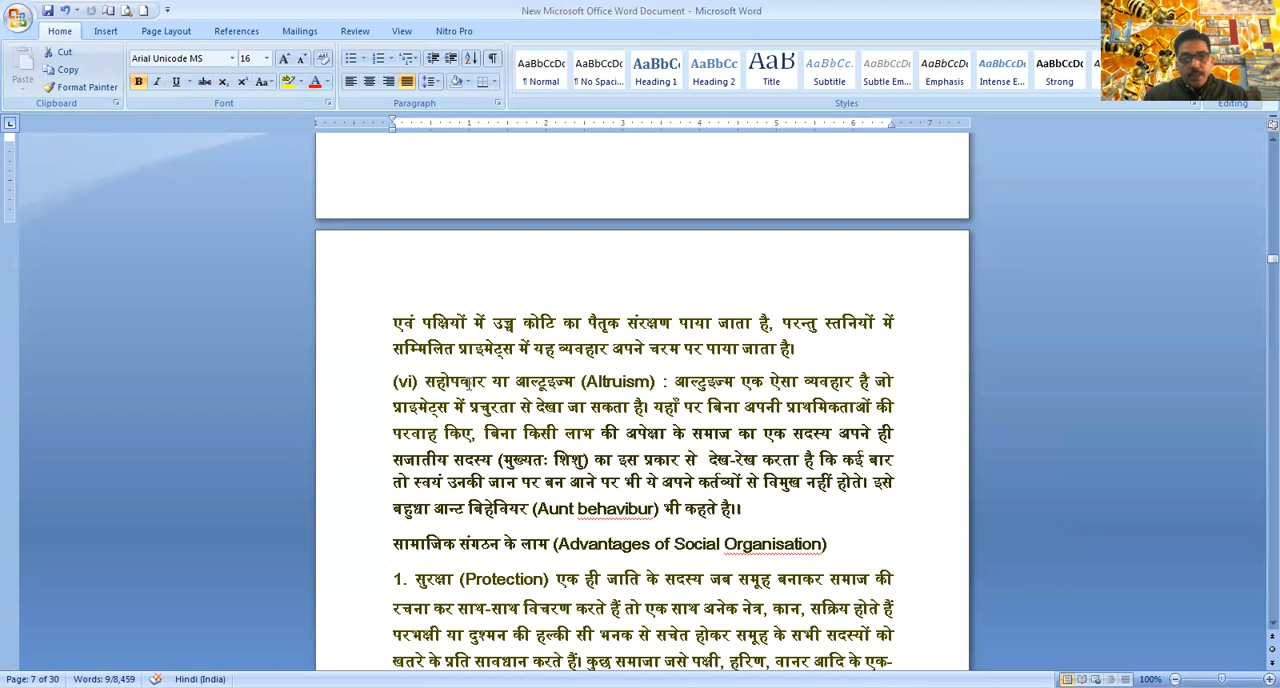 New Microsoft Office Word Document - Microsoft Word
Home Insert Page Layout References Mailings Review View Nitro Pro
Cut
Copy
Format Painter
Paste
Arial Unicode MS 16
AaBbCcDc AaBbCcDc AaBbC AaBbCc AaB AaBbCc. AaBbCcDc AaBbCcDc AaBbCcDc AaBbCcDc
¶ Normal ¶ No Spaci... Heading 1 Heading 2 Title Subtitle Subtle Em... Emphasis Intense E... Strong
Clipboard Font Paragraph Styles Editing
एवं पक्षियों में उच्च कोटि का पैतृक संरक्षण पाया जाता है, परन्तु स्तनियों में
सम्मिलित प्राइमेट्स में यह व्यवहार अपने चरम पर पाया जाता है।
(vi) सहोपकार या आल्टूइज्म (Altruism) : आल्टुइज्म एक ऐसा व्यवहार है जो
प्राइमेट्स में प्रचुरता से देखा जा सकता है। यहाँ पर बिना अपनी प्राथमिकताओं की
परवाह किए, बिना किसी लाभ की अपेक्षा के समाज का एक सदस्य अपने ही
सजातीय सदस्य (मुख्यतः शिशु) का इस प्रकार से देख-रेख करता है कि कई बार
तो स्वयं उनकी जान पर बन आने पर भी ये अपने कर्तव्यों से विमुख नहीं होते। इसे
बहुधा आन्ट बिहेवियर (Aunt behavibur) भी कहते है।।
सामाजिक संगठन के लाम (Advantages of Social Organisation)
1. सुरक्षा (Protection) एक ही जाति के सदस्य जब समूह बनाकर समाज की
रचना कर साथ-साथ विचरण करते हैं तो एक साथ अनेक नेत्र, कान, सक्रिय होते हैं
परभक्षी या दुश्मन की हल्की सी भनक से सचेत होकर समूह के सभी सदस्यों को
खतरे के प्रति सावधान करते हैं। कुछ समाजा जसे पक्षी, हरिण, वानर आदि के एक-
Page: 7 of 30 Words: 9/8,459 Hindi (India) 100%